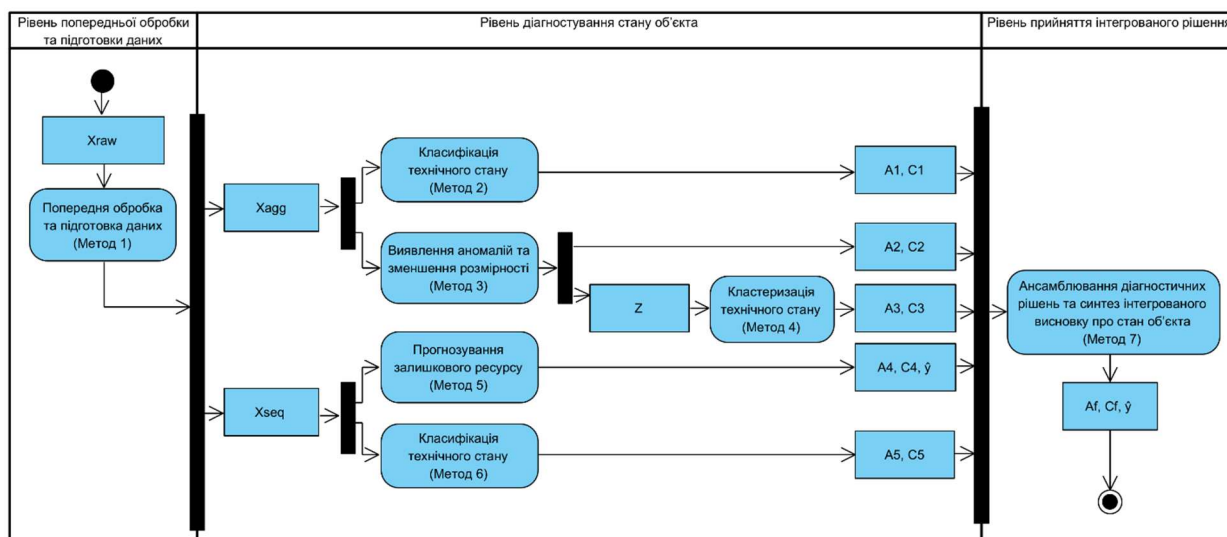 Рівень попередньої обробки
та підготовки даних
Рівень діагностування стану об'єкта
Рівень прийняття інтегрованого рішення
Xraw
Попередня обробка
та підготовка даних
(Метод 1)
Xagg
Класифікація
технічного стану
(Метод 2)
A1, C1
Виявлення аномалій та
зменшення розмірності
(Метод 3)
A2, C2
Z
Кластеризація
технічного стану
(Метод 4)
A3, C3
Xseq
Прогнозування
залишкового ресурсу
(Метод 5)
A4, C4, ŷ
Класифікація
технічного стану
(Метод 6)
A5, C5
Ансамблювання діагностичних
рішень та синтез інтегрованого
висновку про стан об'єкта
(Метод 7)
Af, Cf, ŷ